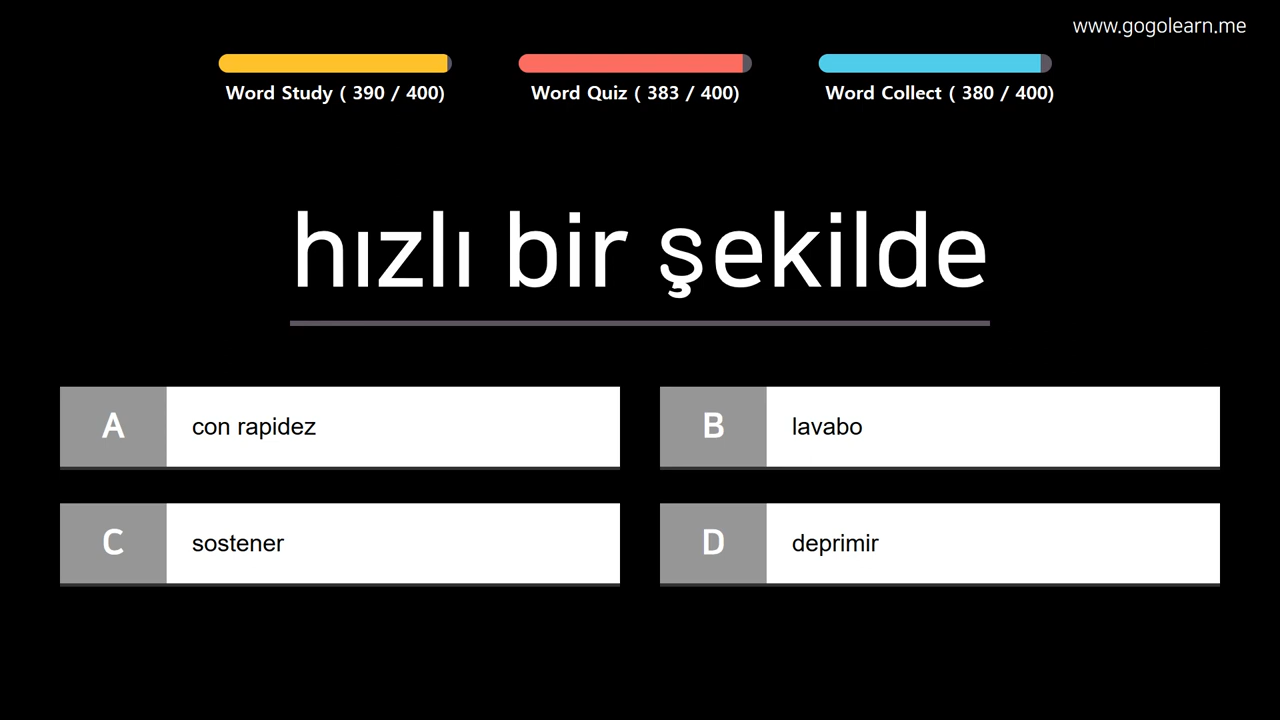 www.gogolearn.me
Word Study ( 390 / 400)
Word Quiz ( 383 / 400)
Word Collect ( 380 / 400)
hızlı bir şekilde
A con rapidez
B lavabo
C sostener
D deprimir